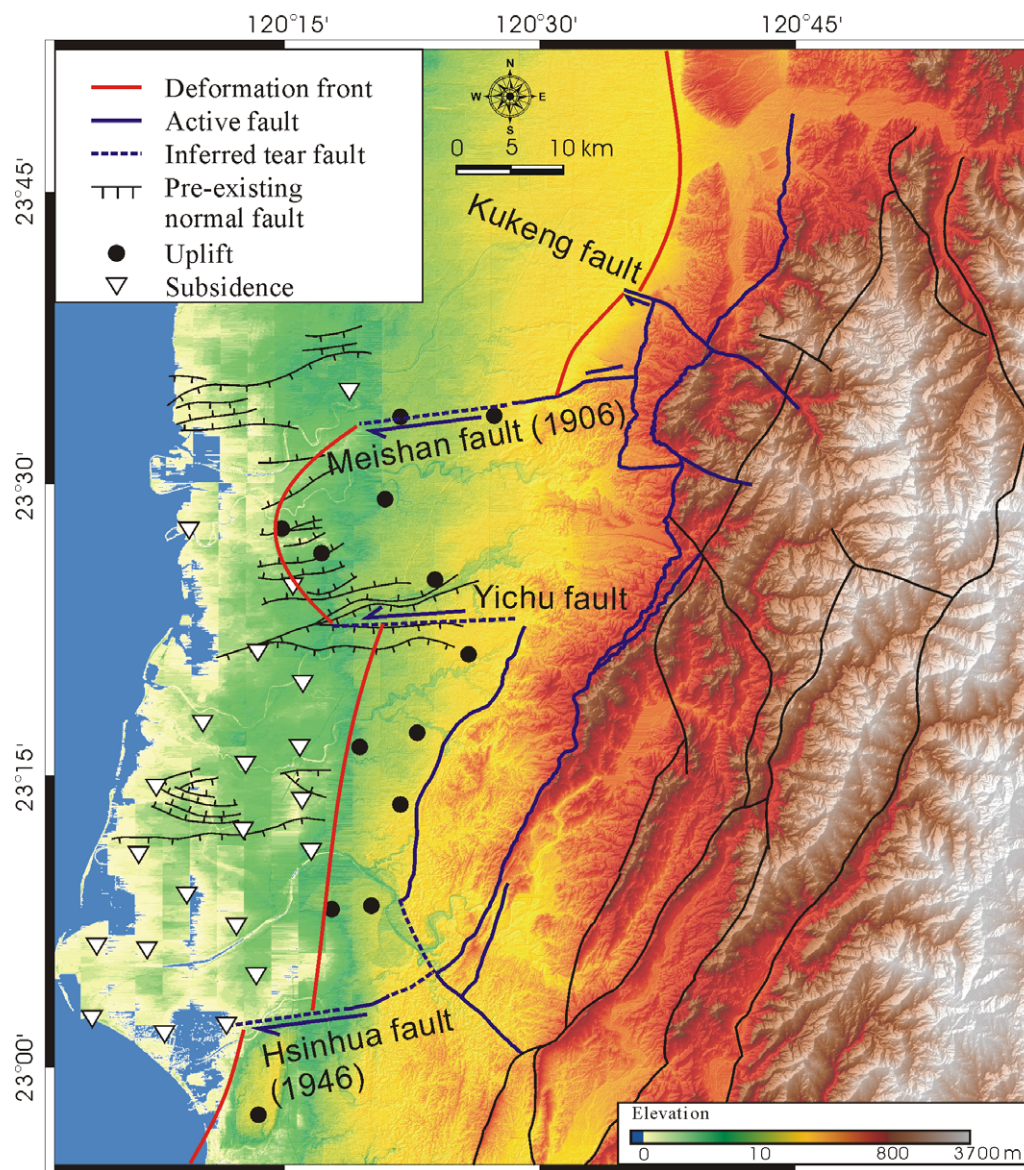 120°15' 120°30' 120°45'
Deformation front
Active fault
Inferred tear fault
Pre-existing
normal fault
Uplift
Subsidence
N
W E
S
0 5 10 km
23°45'
Kukeng fault
Meishan fault (1906)
23°30'
Yichu fault
23°15'
Hsinhua fault
(1946)
23°00'
Elevation
0 10 800 3700 m